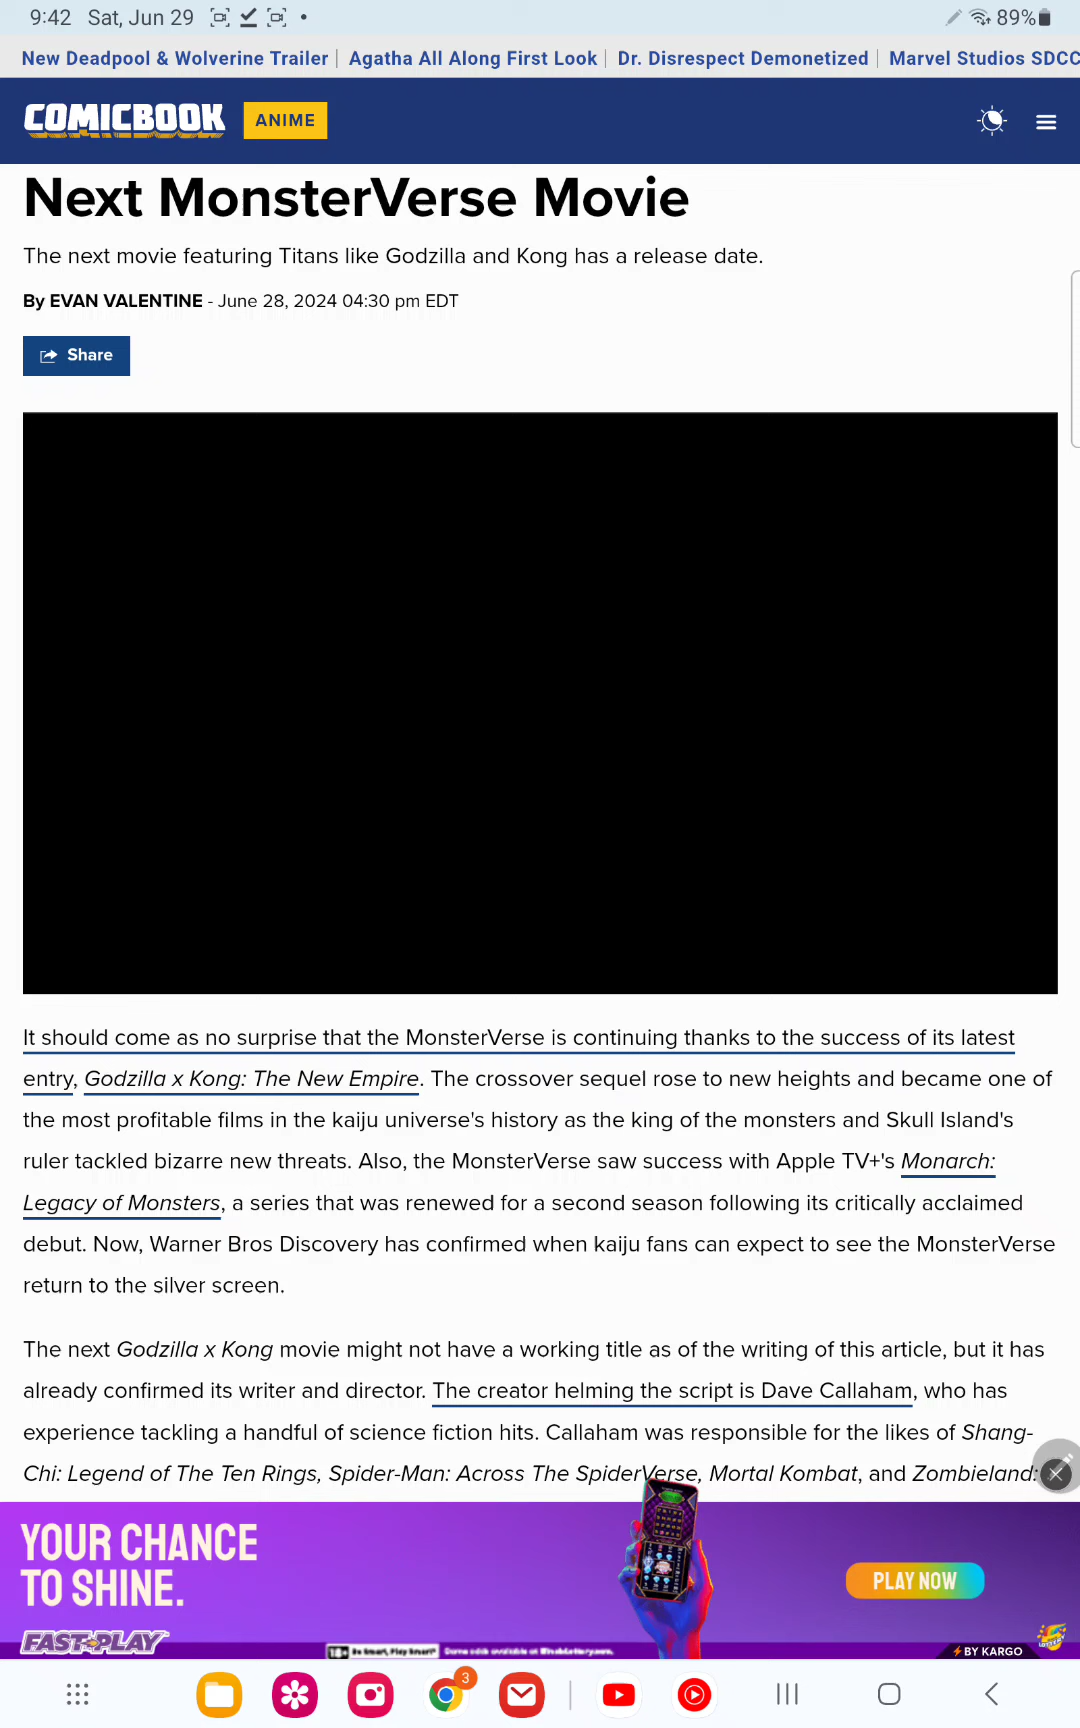 9:42 Sat, Jun 29
89%
New Deadpool & Wolverine Trailer | Agatha All Along First Look | Dr. Disrespect Demonetized | Marvel Studios SDCC
COMICBOOK ANIME
Next MonsterVerse Movie
The next movie featuring Titans like Godzilla and Kong has a release date.
By EVAN VALENTINE - June 28, 2024 04:30 pm EDT
Share
It should come as no surprise that the MonsterVerse is continuing thanks to the success of its latest
entry, Godzilla x Kong: The New Empire. The crossover sequel rose to new heights and became one of
the most profitable films in the kaiju universe's history as the king of the monsters and Skull Island's
ruler tackled bizarre new threats. Also, the MonsterVerse saw success with Apple TV+'s Monarch:
Legacy of Monsters, a series that was renewed for a second season following its critically acclaimed
debut. Now, Warner Bros Discovery has confirmed when kaiju fans can expect to see the MonsterVerse
return to the silver screen.
The next Godzilla x Kong movie might not have a working title as of the writing of this article, but it has
already confirmed its writer and director. The creator helming the script is Dave Callaham, who has
experience tackling a handful of science fiction hits. Callaham was responsible for the likes of Shang-
Chi: Legend of The Ten Rings, Spider-Man: Across The SpiderVerse, Mortal Kombat, and Zombieland:
YOUR CHANCE
TO SHINE.
PLAY NOW
FAST PLAY
18+ Be Smart, Play Smart®
BY KARGO
3